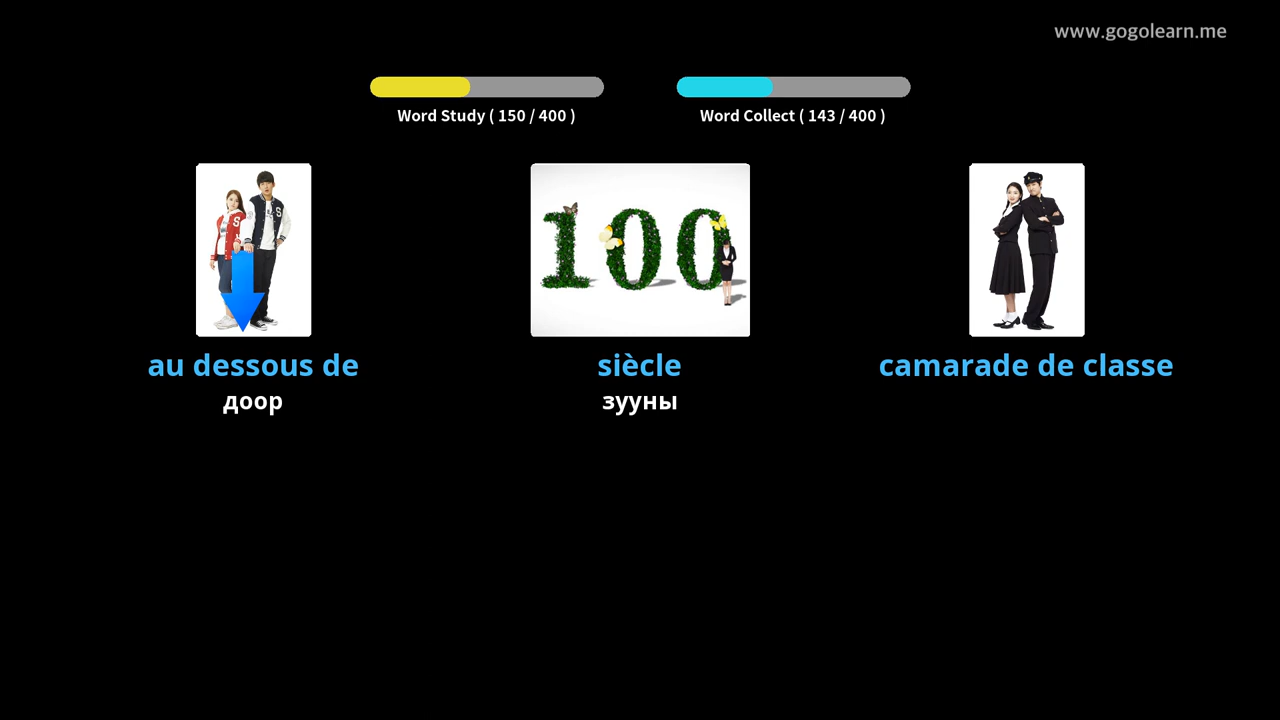 www.gogolearn.me
Word Study ( 150 / 400 )
Word Collect ( 143 / 400 )
S
S
100
au dessous de
siècle
camarade de classe
доор
зууны